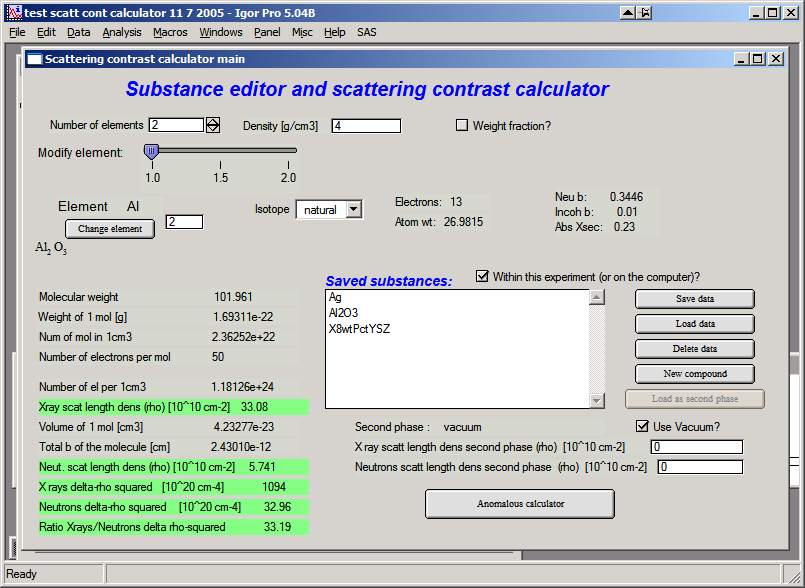 test scatt cont calculator 11 7 2005 - Igor Pro 5.04B
File Edit Data Analysis Macros Windows Panel Misc Help SAS
Scattering contrast calculator main
Substance editor and scattering contrast calculator
Number of elements 2 Density [g/cm3] 4 Weight fraction?
Modify element:
1.0 1.5 2.0
Element Al 2 Isotope natural Electrons: 13 Neu b: 0.3446
Change element Atom wt: 26.9815 Incoh b: 0.01
Abs Xsec: 0.23
Al2 O3
Saved substances: Within this experiment (or on the computer)?
Molecular weight 101.961
Weight of 1 mol [g] 1.69311e-22
Num of mol in 1cm3 2.36252e+22
Number of electrons per mol 50
Number of el per 1cm3 1.18126e+24
Xray scat length dens (rho) [10^10 cm-2] 33.08
Volume of 1 mol [cm3] 4.23277e-23
Total b of the molecule [cm] 2.43010e-12
Neut. scat length dens (rho) [10^10 cm-2] 5.741
X rays delta-rho squared [10^20 cm-4] 1094
Neutrons delta-rho squared [10^20 cm-4] 32.96
Ratio Xrays/Neutrons delta rho-squared 33.19
Ag
Al2O3
X8wtPctYSZ
Save data
Load data
Delete data
New compound
Load as second phase
Second phase : vacuum Use Vacuum?
X ray scatt length dens second phase (rho) [10^10 cm-2] 0
Neutrons scatt length dens second phase (rho) [10^10 cm-2] 0
Anomalous calculator
Ready